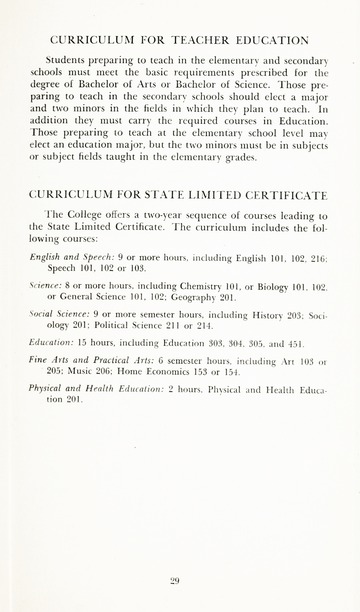 CURRICULUM FOR TEACHER EDUCATION
Students preparing to teach in the elementary and secondary
schools must meet the basic requirements prescribed for the
degree of Bachelor of Arts or Bachelor of Science. Those pre-
paring to teach in the secondary schools should elect a major
and two minors in the fields in which they plan to teach. In
addition they must carry the required courses in Education.
Those preparing to teach at the elementary school level may
elect an education major, but the two minors must be in subjects
or subject fields taught in the elementary grades.
CURRICULUM FOR STATE LIMITED CERTIFICATE
The College offers a two-year sequence of courses leading to
the State Limited Certificate. The curriculum includes the fol-
lowing courses:
English and Speech: 9 or more hours, including English 101, 102, 216;
Speech 101, 102 or 103.
Science: 8 or more hours, including Chemistry 101, or Biology 101, 102,
or General Science 101, 102; Geography 201.
Social Science: 9 or more semester hours, including History 203; Soci-
ology 201; Political Science 211 or 214.
Education: 15 hours, including Education 303, 304, 305, and 451.
Fine Arts and Practical Arts: 6 semester hours, including Art 103 or
205; Music 206; Home Economics 153 or 154.
Physical and Health Education: 2 hours, Physical and Health Educa-
tion 201.
29